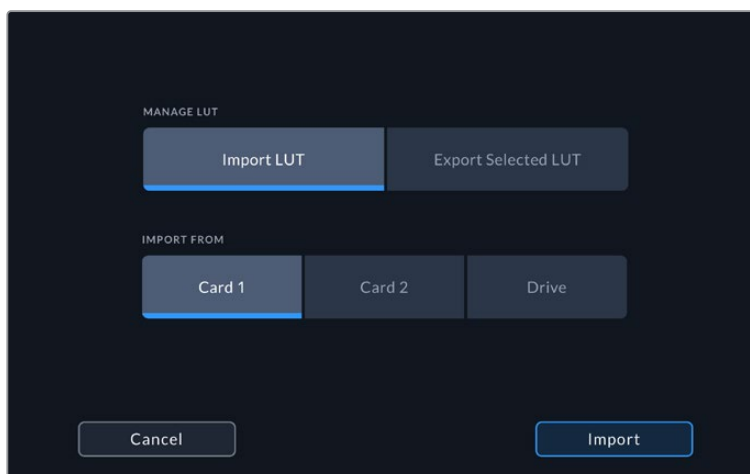 MANAGE LUT
Import LUT Export Selected LUT
IMPORT FROM
Card 1 Card 2 Drive
Cancel Import